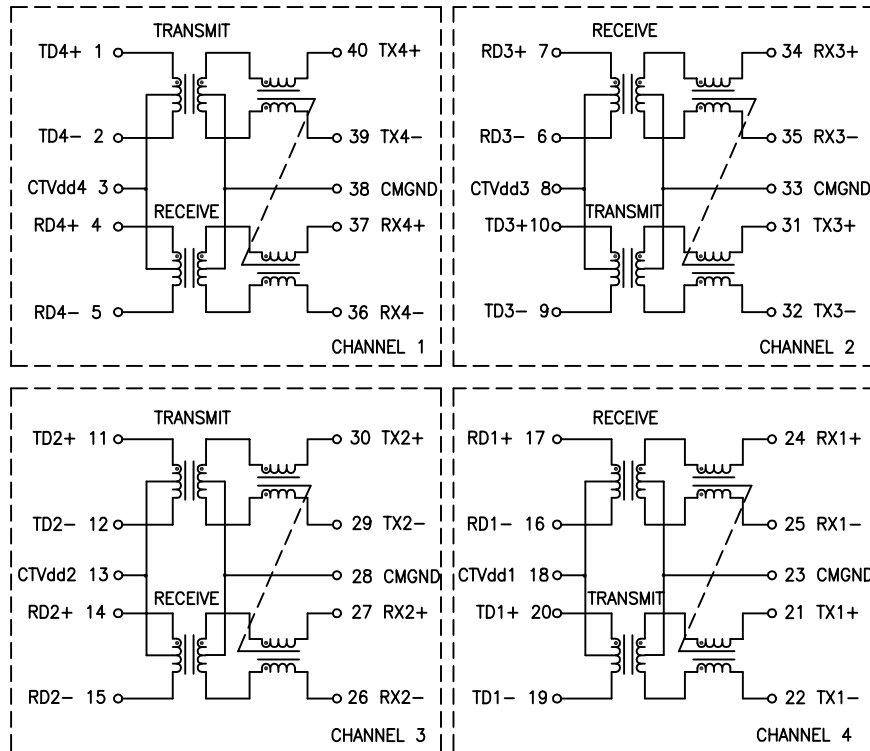 TRANSMIT
TD4+ 1
40 TX4+
TD4- 2
39 TX4-
CTVdd4 3
38 CMGND
RECEIVE
RD4+ 4
37 RX4+
RD4- 5
36 RX4-
CHANNEL 1
RECEIVE
RD3+ 7
34 RX3+
RD3- 6
35 RX3-
CTVdd3 8
33 CMGND
TRANSMIT
TD3+ 10
31 TX3+
TD3- 9
32 TX3-
CHANNEL 2
TRANSMIT
TD2+ 11
30 TX2+
TD2- 12
29 TX2-
CTVdd2 13
28 CMGND
RECEIVE
RD2+ 14
27 RX2+
RD2- 15
26 RX2-
CHANNEL 3
RECEIVE
RD1+ 17
24 RX1+
RD1- 16
25 RX1-
CTVdd1 18
23 CMGND
TRANSMIT
TD1+ 20
21 TX1+
TD1- 19
22 TX1-
CHANNEL 4